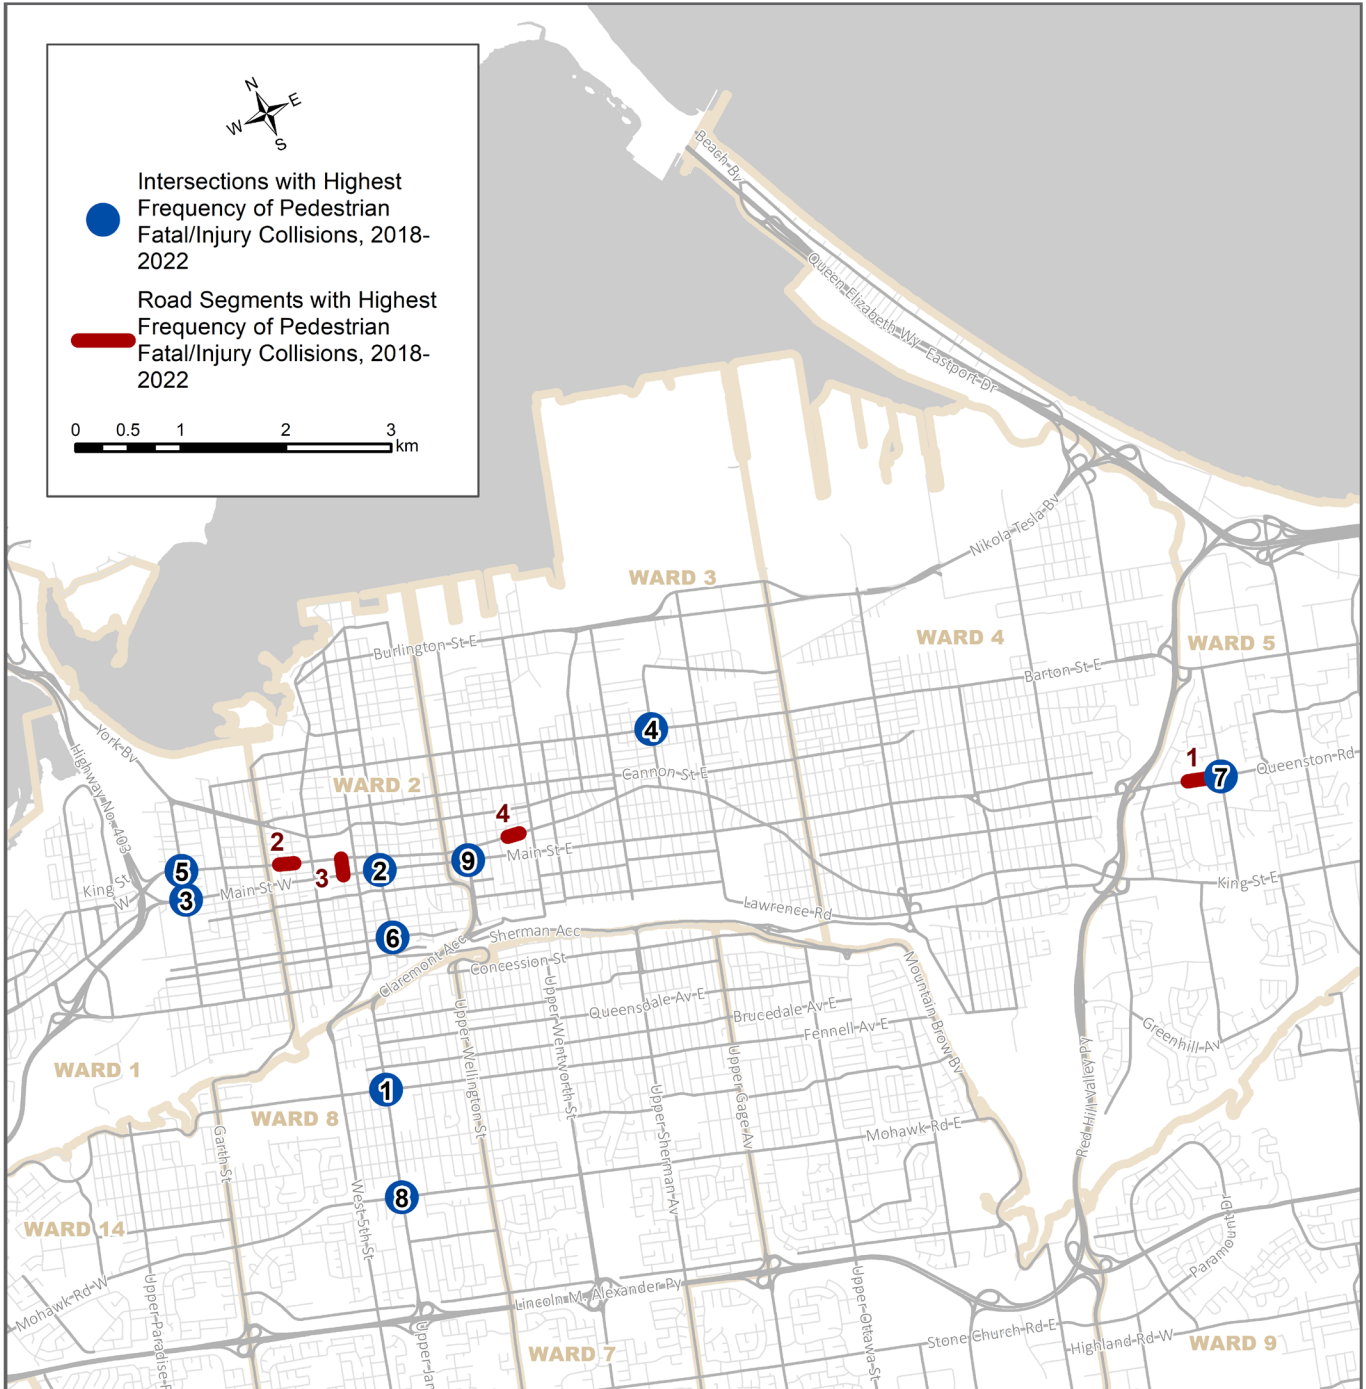 N
E
W
S
Intersections with Highest
Frequency of Pedestrian
Fatal/Injury Collisions, 2018-
2022
Road Segments with Highest
Frequency of Pedestrian
Fatal/Injury Collisions, 2018-
2022
0 0.5 1 2 3
km
Beach Bv
Queen Elizabeth Wy
Eastport Dr
Nikola Tesla Bv
WARD 3
WARD 4
WARD 5
Burlington St E
Barton St E
York Bv
Highway No. 403
4
Cannon St E
WARD 2
1
7
Queenston Rd
4
2
3
5
2
9
Main St E
King St
W
3
Main St W
King St E
Lawrence Rd
6
Sherman Acc
Claremont Acc
Concession St
Mountain Brow Bv
Queensdale Av E
Brucedale Av E
Fennell Av E
Upper Wellington St
Upper Wentworth St
Upper Sherman Av
Upper Gage Av
Greenhill Av
Red Hill Valley Py
WARD 1
1
WARD 8
Mohawk Rd E
Garth St
West 5th St
8
WARD 14
Mohawk Rd W
Upper Paradise R
Upper Jar
Lincoln M. Alexander Py
Upper Ottawa St
Paramount Dr
Stone Church Rd E
Highland Rd W
WARD 9
WARD 7